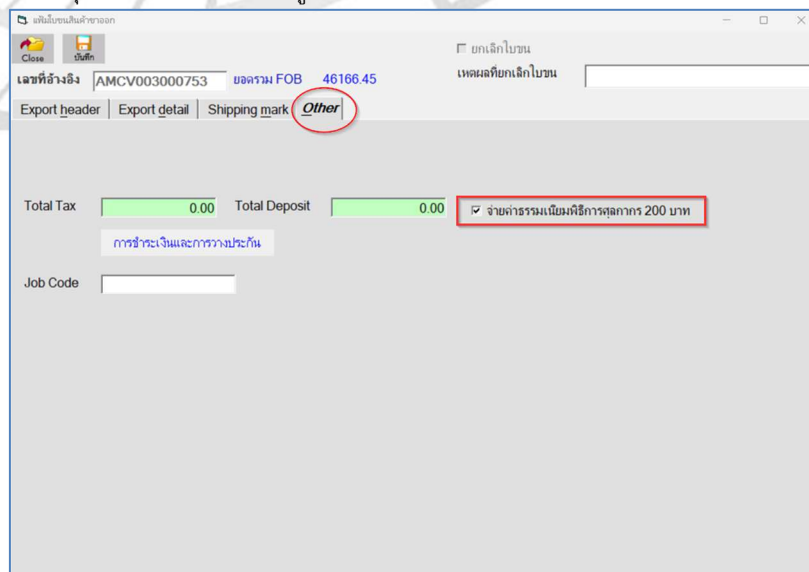 แฟ้มใบขนสินค้าขาออก
Close บันทึก
ยกเลิกใบขน
เลขที่อ้างอิง AMCV003000753 ยอดรวม FOB 46166.45
เหตุผลที่ยกเลิกใบขน
Export header Export detail Shipping mark Other
Total Tax 0.00 Total Deposit 0.00 จ่ายค่าธรรมเนียมพิธีการศุลกากร 200 บาท
การชำระเงินและการวางประกัน
Job Code